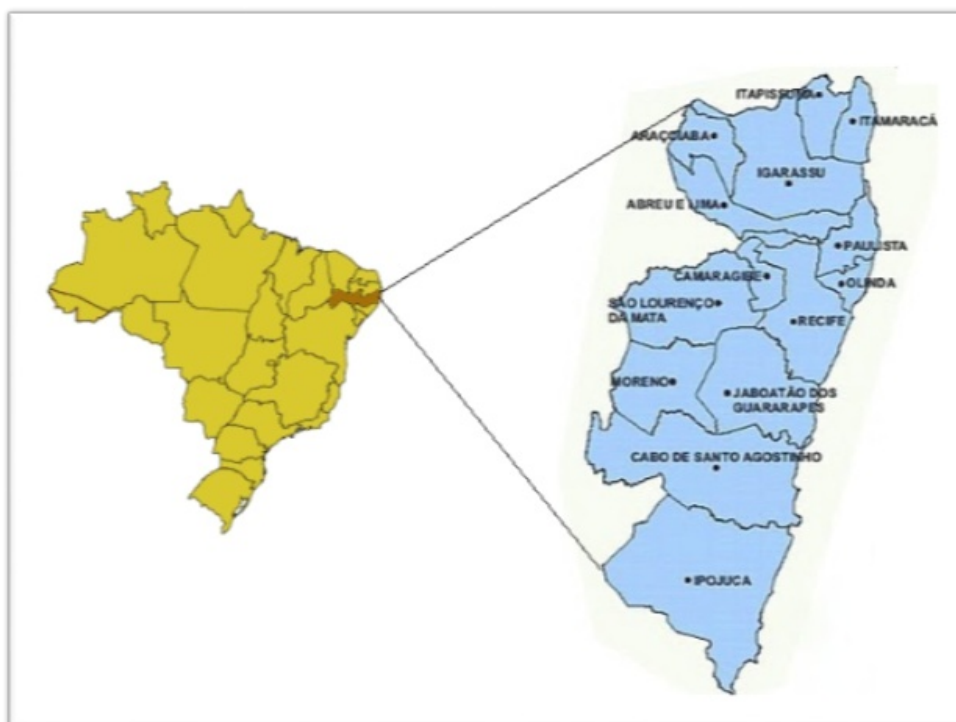 ITAPISSUMA
ITAMARACÁ
ARAÇOIABA
IGARASSU
ABREU E LIMA
PAULISTA
CAMARAGIBE
OLINDA
SÃO LOURENÇO
DA MATA
RECIFE
MORENO
JABOATÃO DOS
GUARARAPES
CABO DE SANTO AGOSTINHO
IPOJUCA